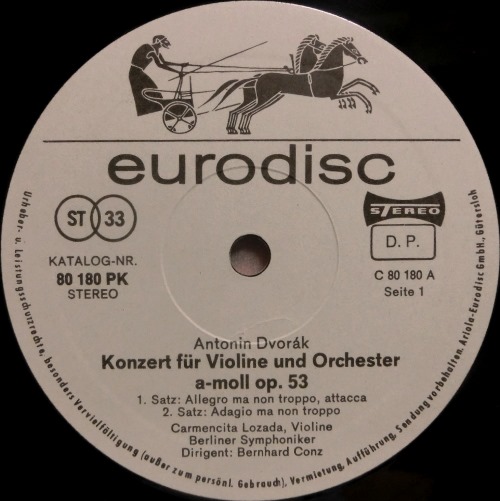 eurodisc
ST 33
STEREO
D. P.
KATALOG-NR.
80 180 PK
STEREO
C 80 180 A
Seite 1
Antonin Dvorák
Konzert für Violine und Orchester
a-moll op. 53
1. Satz: Allegro ma non troppo, attacca
2. Satz: Adagio ma non troppo
Carmencita Lozada, Violine
Berliner Symphoniker
Dirigent: Bernhard Conz
Urheber- u. Leistungsschutzrechte, besonders Vervielfältigung (außer zum persönl. Gebrauch), Vermietung, Aufführung, Sendung vorbehalten. Ariola-Eurodisc GmbH., Gütersloh